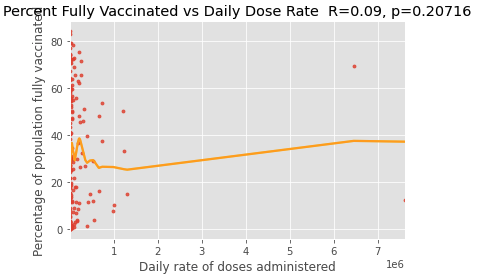 Percent Fully Vaccinated vs Daily Dose Rate R=0.09, p=0.20716
Percentage of population fully vaccinated
80
60
40
20
0
1 2 3 4 5 6 7
1e6
Daily rate of doses administered